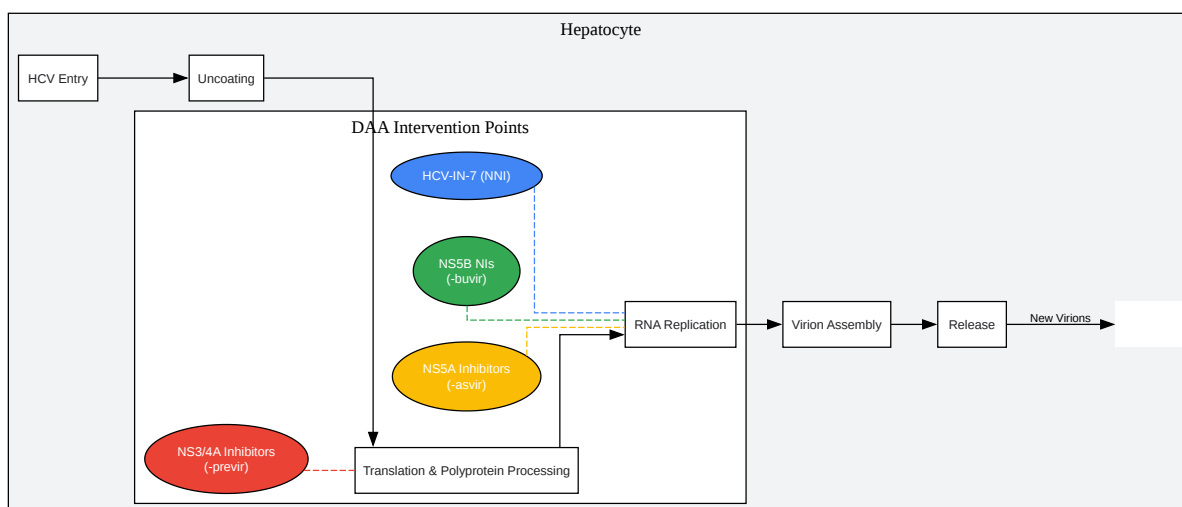 Hepatocyte
HCV Entry
Uncoating
DAA Intervention Points
HCV-IN-7 (NNI)
NS5B NIs
(-buvir)
RNA Replication
Virion Assembly
Release
New Virions
NS5A Inhibitors
(-asvir)
NS3/4A Inhibitors
(-previr)
Translation & Polyprotein Processing